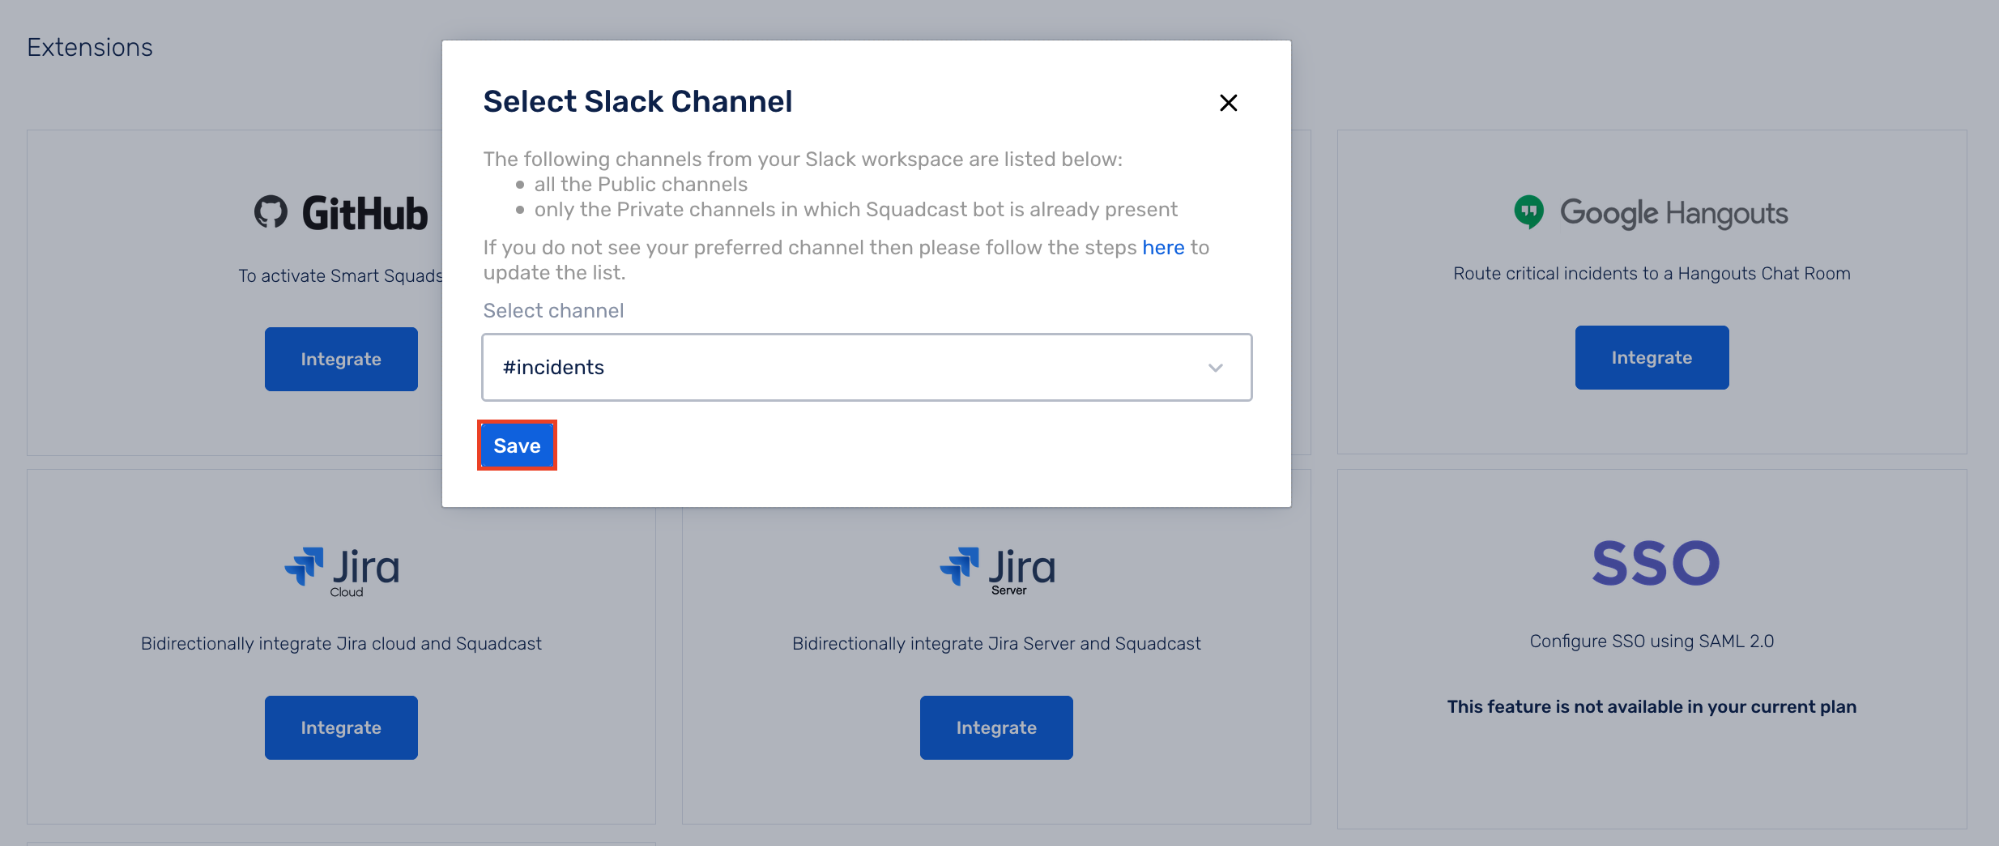 Extensions
Select Slack Channel
The following channels from your Slack workspace are listed below:
all the Public channels
only the Private channels in which Squadcast bot is already present
If you do not see your preferred channel then please follow the steps here to
update the list.
Select channel
#incidents
Save
GitHub
To activate Smart Squads
Integrate
Google Hangouts
Route critical incidents to a Hangouts Chat Room
Integrate
Jira
Cloud
Bidirectionally integrate Jira cloud and Squadcast
Integrate
Jira
Server
Bidirectionally integrate Jira Server and Squadcast
Integrate
SSO
Configure SSO using SAML 2.0
This feature is not available in your current plan